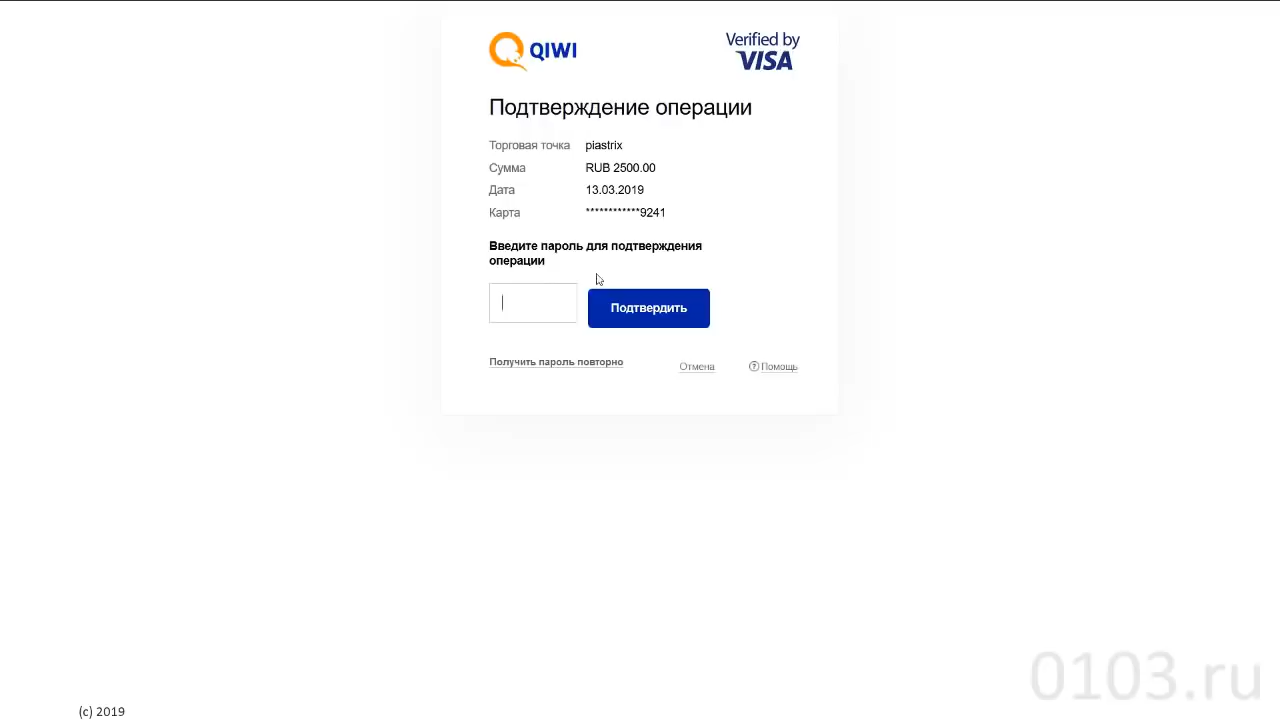 QIWI
Verified by
VISA
Подтверждение операции
Торговая точка piastrix
Сумма RUB 2500.00
Дата 13.03.2019
Карта ************9241
Введите пароль для подтверждения
операции
Подтвердить
Получить пароль повторно
Отмена
? Помощь
0103.ru
(c) 2019